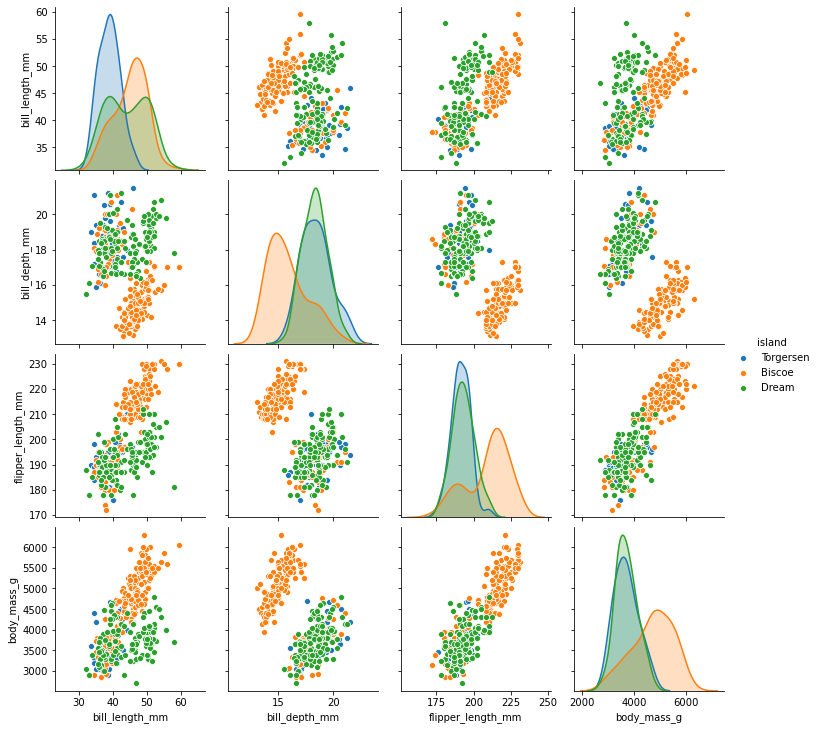 bill_length_mm
60
55
50
45
40
35
bill_depth_mm
20
18
16
14
flipper_length_mm
230
220
210
200
190
180
170
body_mass_g
6000
5500
5000
4500
4000
3500
3000
30 40 50 60
15 20
175 200 225 250
2000 4000 6000
bill_length_mm
bill_depth_mm
flipper_length_mm
body_mass_g
island
Torgersen
Biscoe
Dream